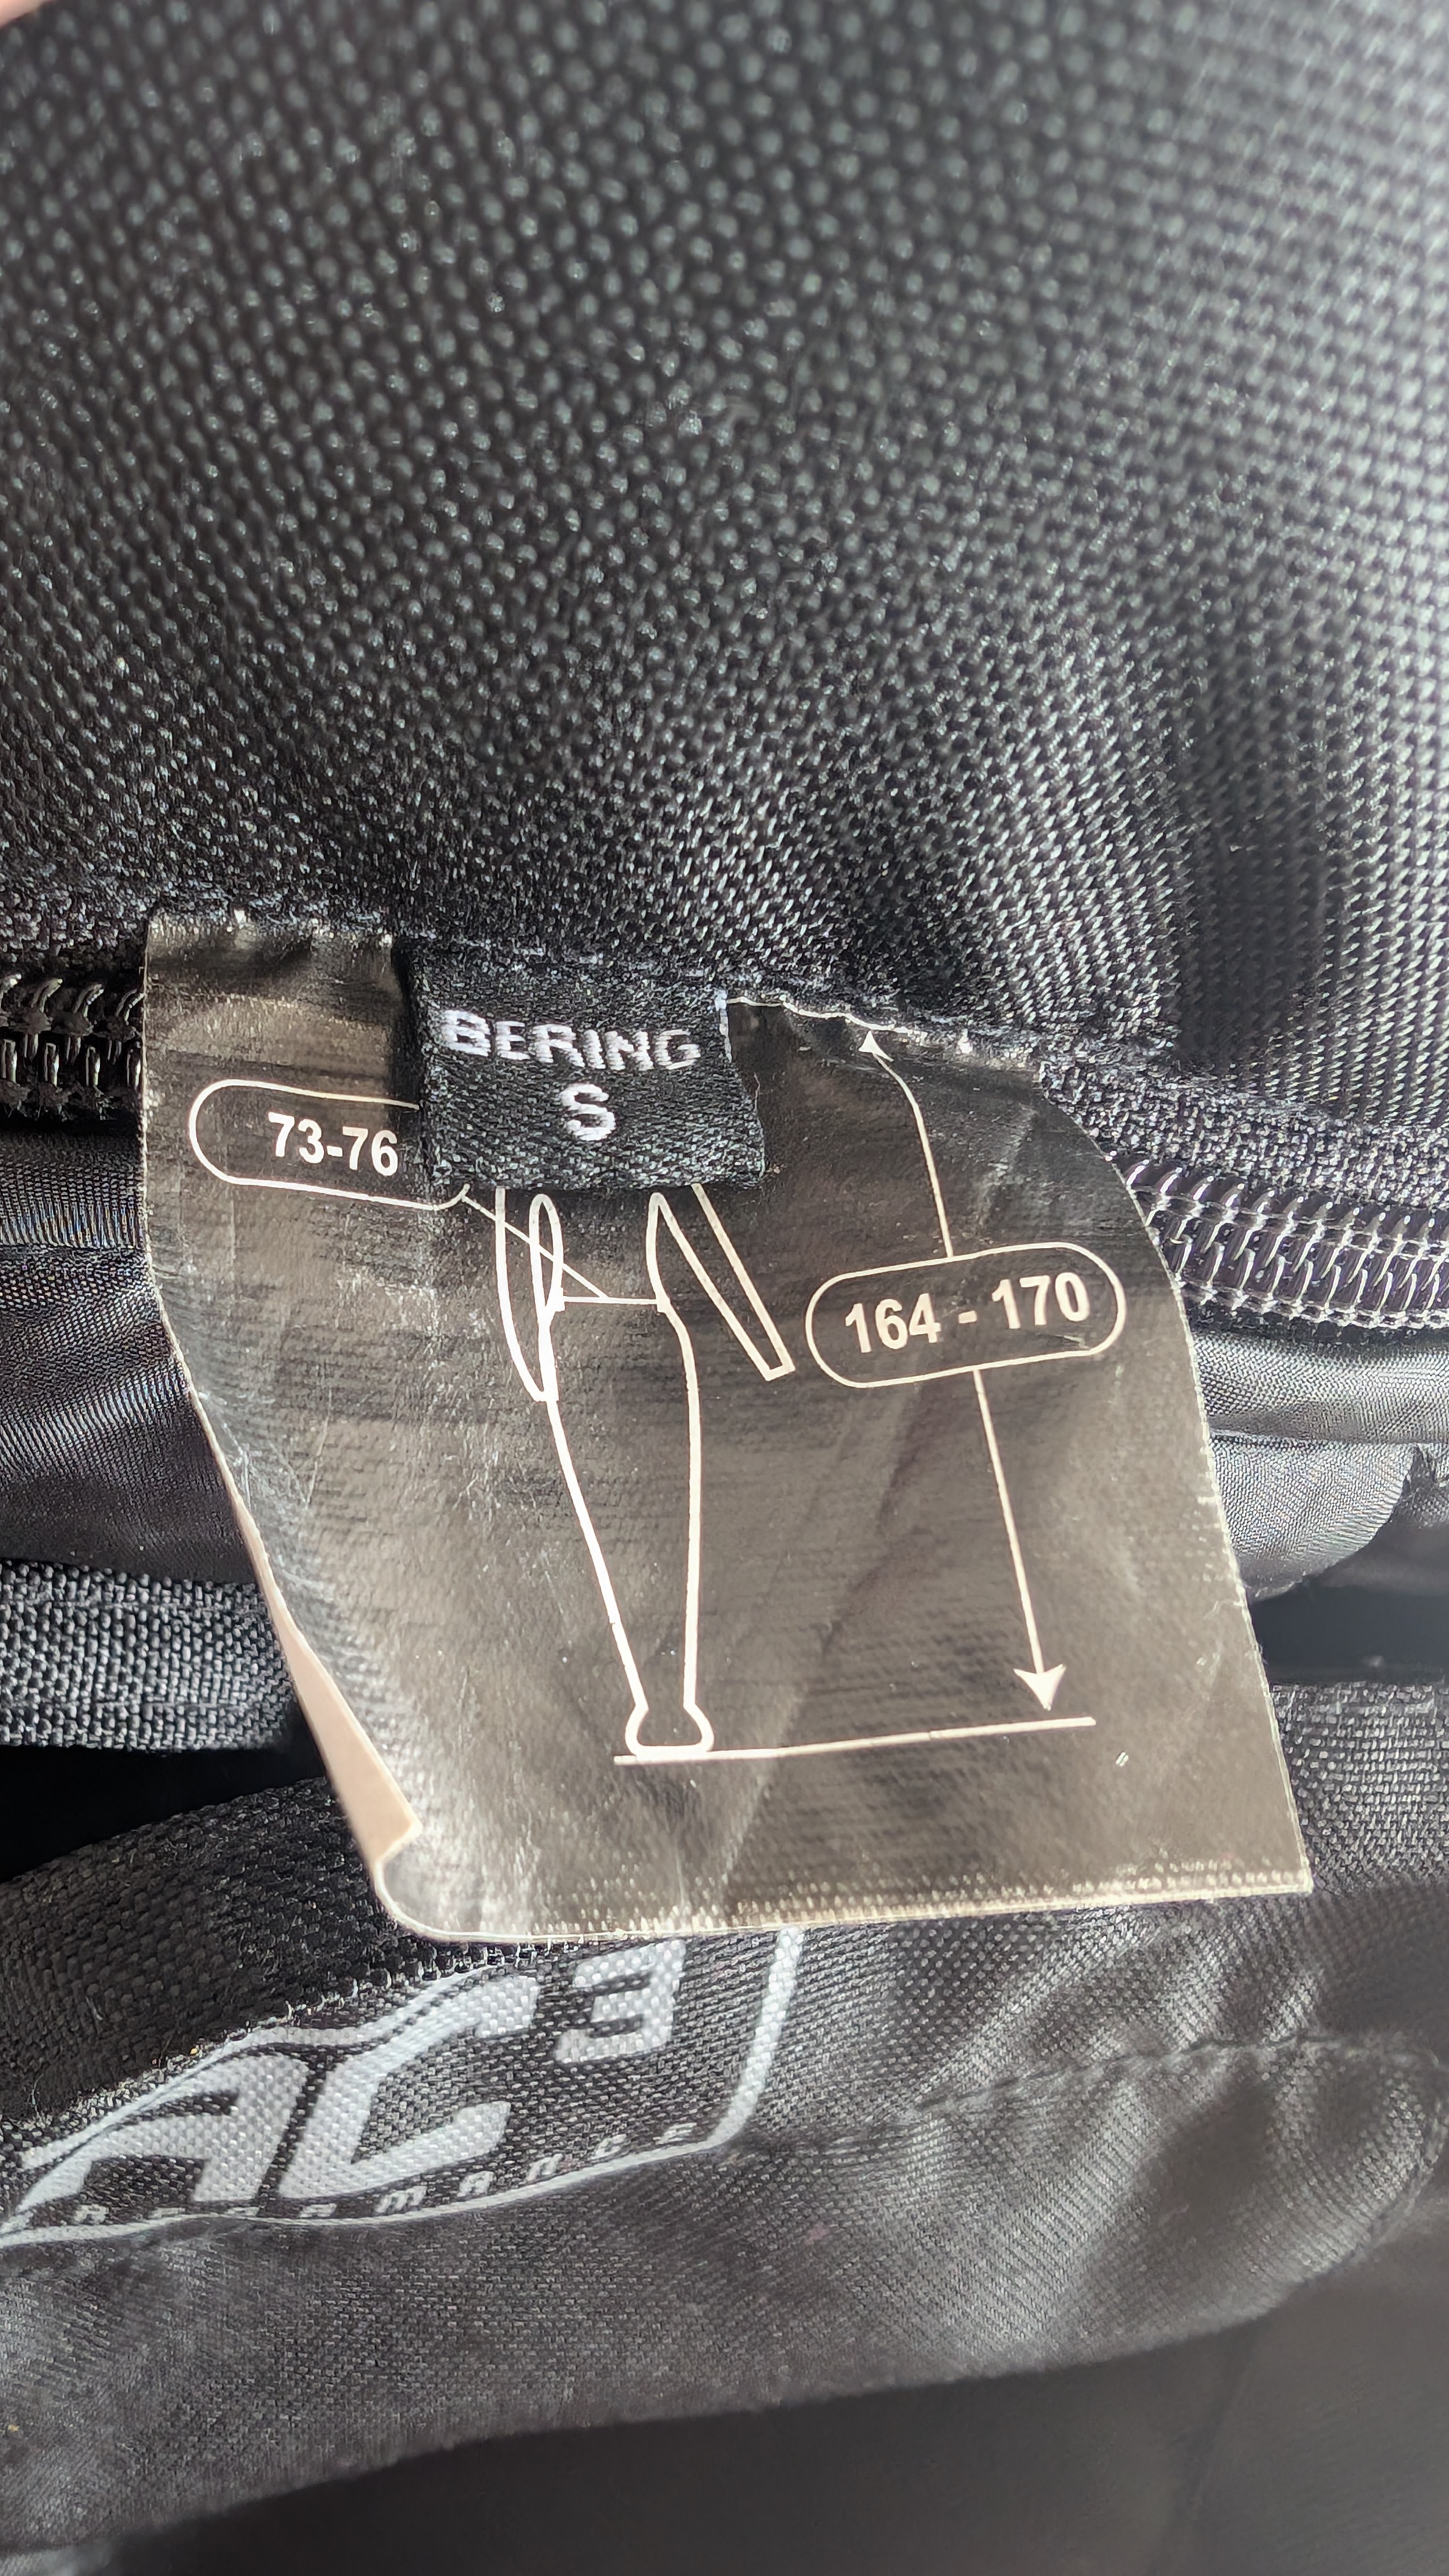 BERING
S
73-76
164 - 170
AC3